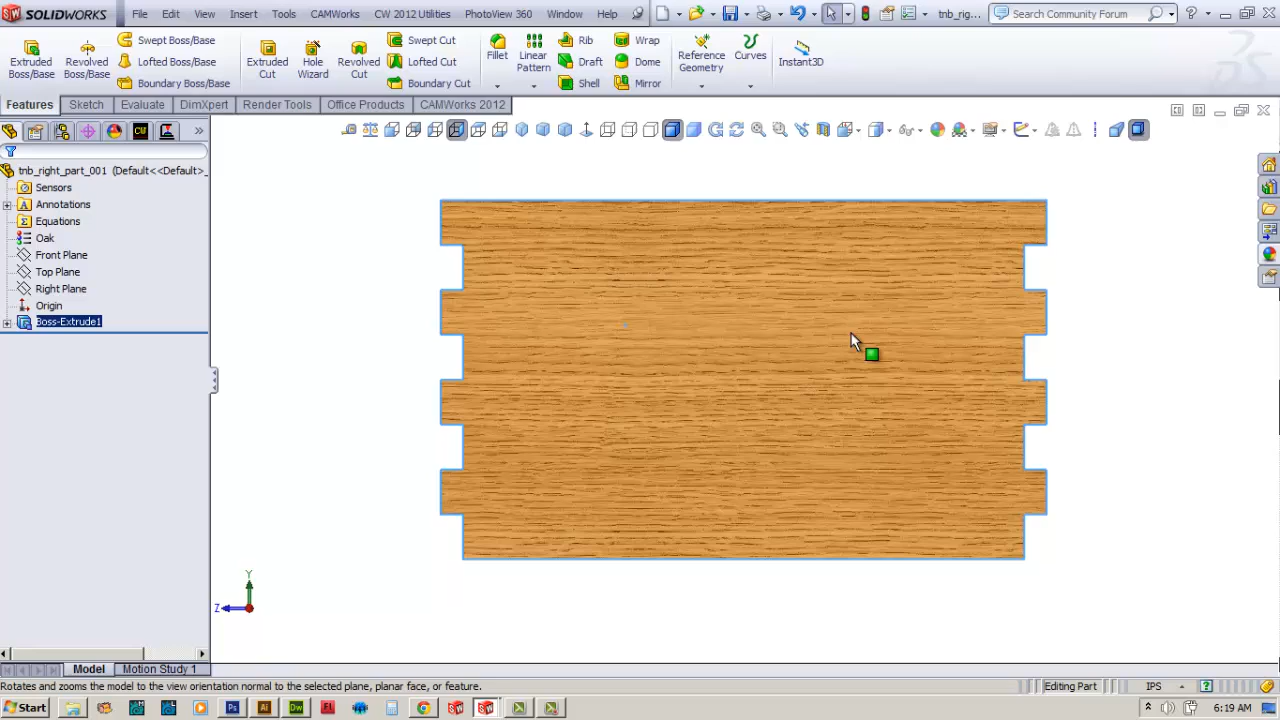 SOLIDWORKS File Edit View Insert Tools CAMWorks CW 2012 Utilities PhotoView 360 Window Help tnb_rig... Search Community Forum
Extruded Boss/Base
Revolved Boss/Base
Swept Boss/Base
Lofted Boss/Base
Boundary Boss/Base
Extruded Cut
Hole Wizard
Revolved Cut
Swept Cut
Lofted Cut
Boundary Cut
Fillet
Linear Pattern
Rib
Draft
Shell
Wrap
Dome
Mirror
Reference Geometry
Curves
Instant3D
Features Sketch Evaluate DimXpert Render Tools Office Products CAMWorks 2012
tnb_right_part_001 (Default<<Default>_
Sensors
Annotations
Equations
Oak
Front Plane
Top Plane
Right Plane
Origin
Boss-Extrude1
Y
Z
Model Motion Study 1
Rotates and zooms the model to the view orientation normal to the selected plane, planar face, or feature. Editing Part IPS
Start 6:19 AM